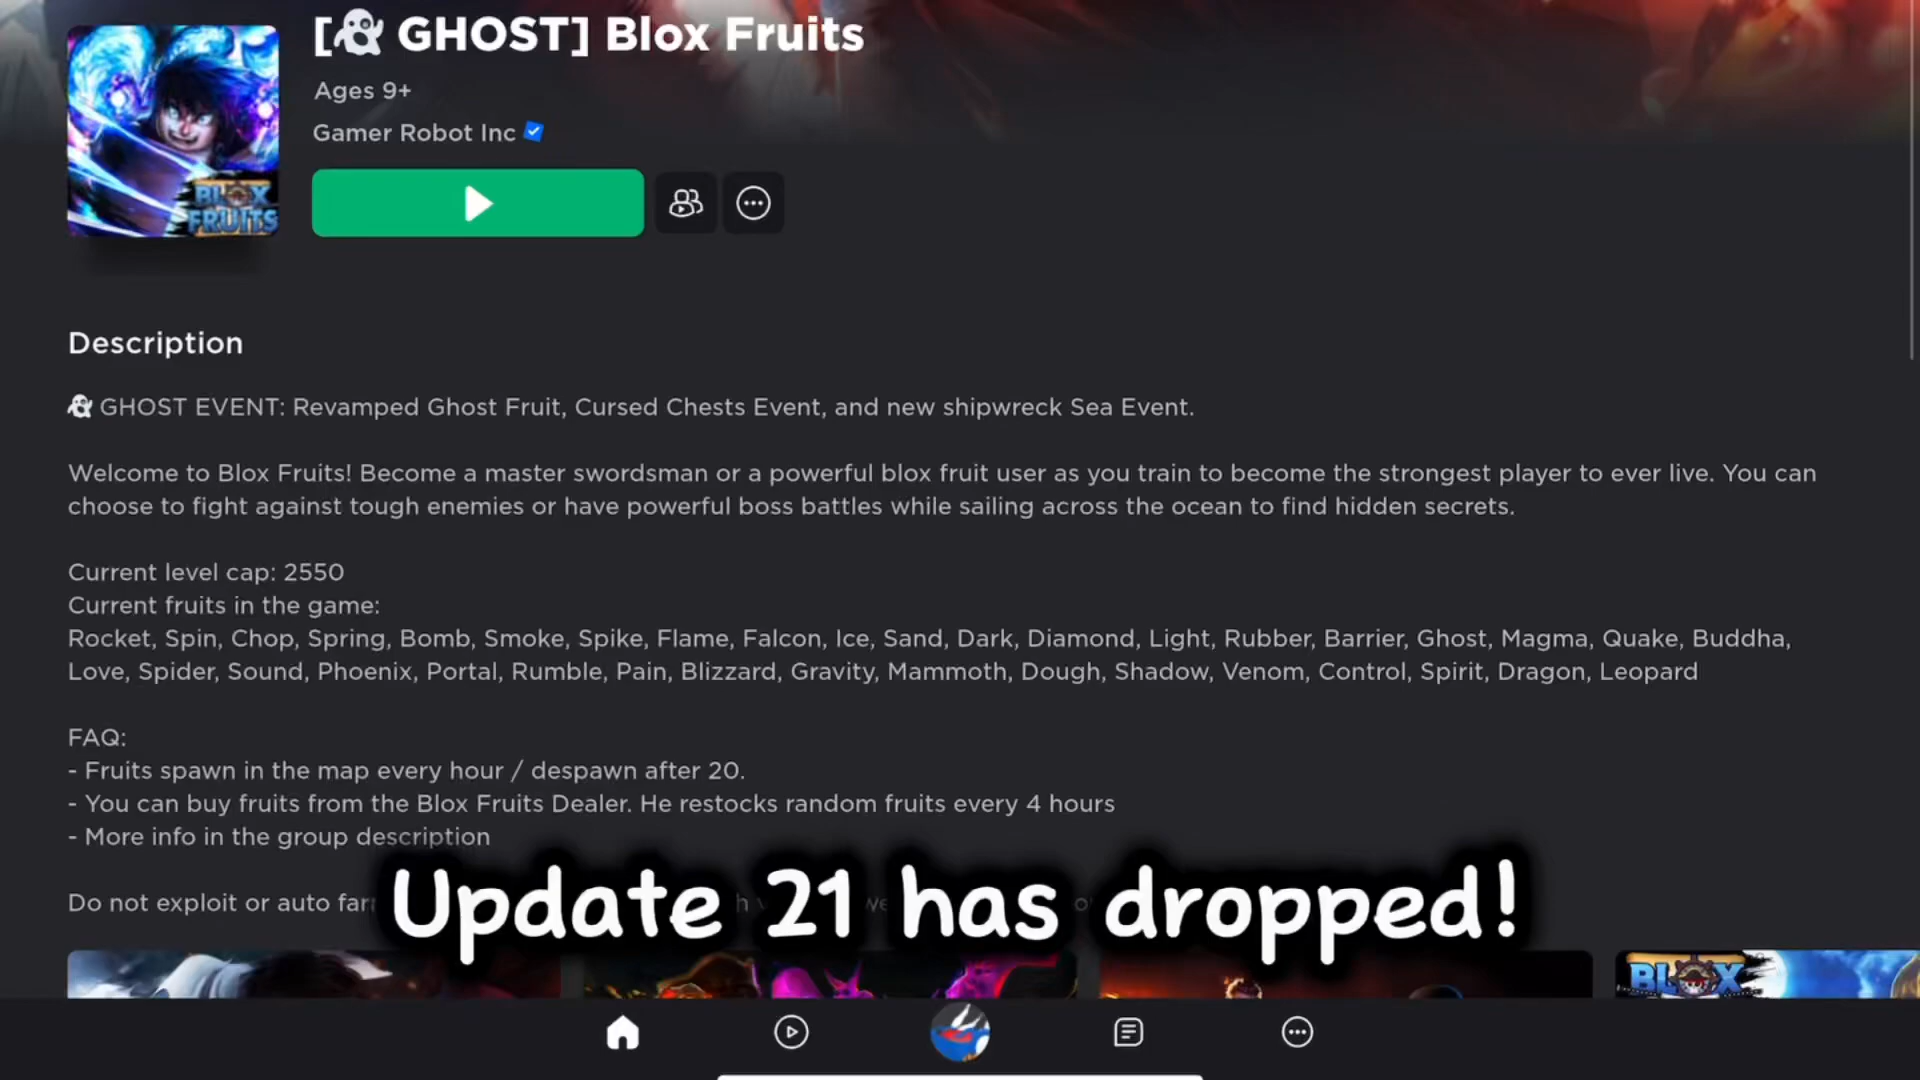 [👻 GHOST] Blox Fruits
Ages 9+
Gamer Robot Inc
BLOX
FRUITS
Description
👻 GHOST EVENT: Revamped Ghost Fruit, Cursed Chests Event, and new shipwreck Sea Event.
Welcome to Blox Fruits! Become a master swordsman or a powerful blox fruit user as you train to become the strongest player to ever live. You can
choose to fight against tough enemies or have powerful boss battles while sailing across the ocean to find hidden secrets.
Current level cap: 2550
Current fruits in the game:
Rocket, Spin, Chop, Spring, Bomb, Smoke, Spike, Flame, Falcon, Ice, Sand, Dark, Diamond, Light, Rubber, Barrier, Ghost, Magma, Quake, Buddha,
Love, Spider, Sound, Phoenix, Portal, Rumble, Pain, Blizzard, Gravity, Mammoth, Dough, Shadow, Venom, Control, Spirit, Dragon, Leopard
FAQ:
- Fruits spawn in the map every hour / despawn after 20.
- You can buy fruits from the Blox Fruits Dealer. He restocks random fruits every 4 hours
- More info in the group description
Do not exploit or auto
Update 21 has dropped!
BLOX